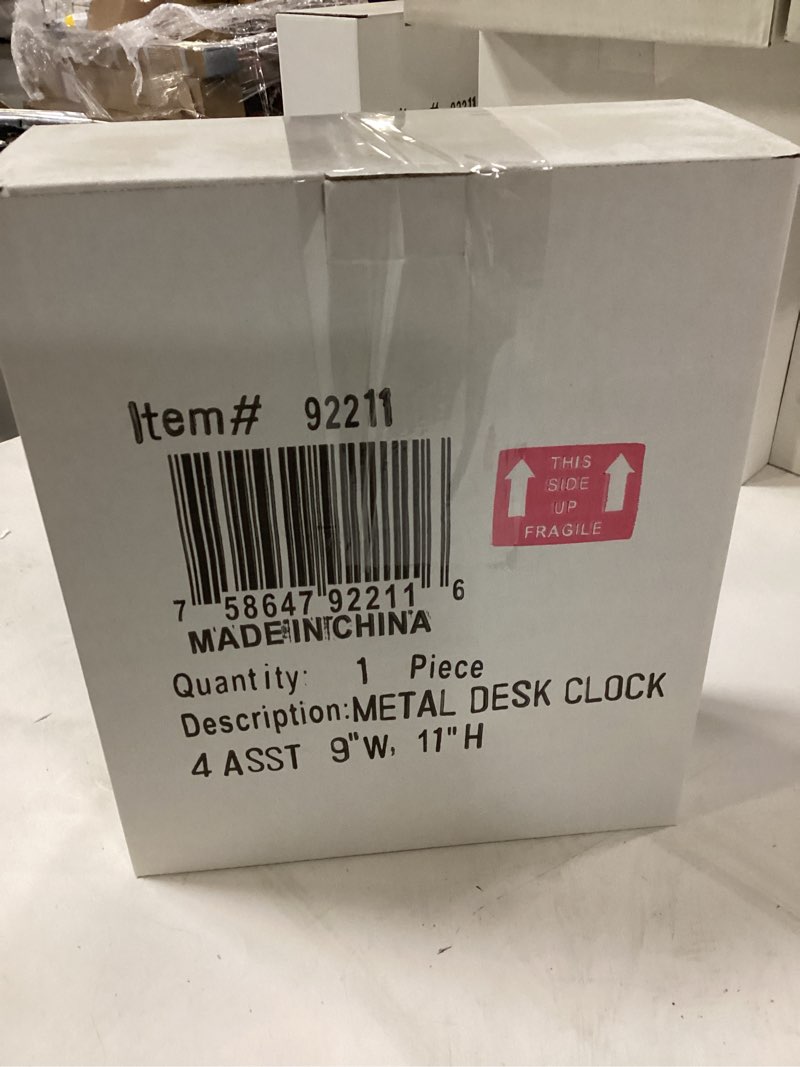 92211
Item# 92211
THIS
SIDE
UP
FRAGILE
7 58647 92211 6
MADE IN CHINA
Quantity: 1 Piece
Description:METAL DESK CLOCK
4 ASST 9"W, 11"H